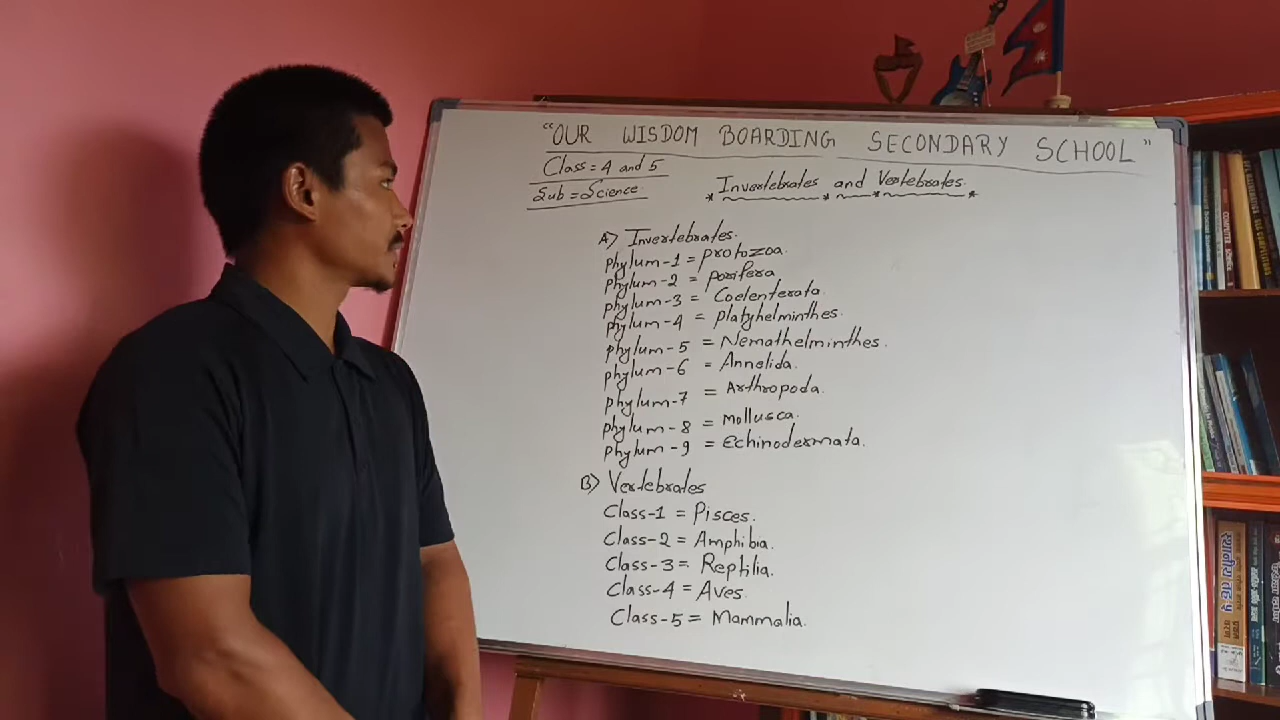 "OUR WISDOM BOARDING SECONDARY SCHOOL"
Class = 4 and 5
Sub = Science
* Invertebrates * and * Vertebrates. *
A) Invertebrates.
Phylum-1 = protozoa.
phylum-2 = porifera
phylum-3 = Coelenterata.
phylum-4 = platyhelminthes.
phylum-5 = Nemathelminthes.
phylum-6 = Annelida.
phylum-7 = Arthropoda.
phylum-8 = mollusca.
phylum-9 = Echinodermata.
B) Vertebrates
Class-1 = Pisces.
Class-2 = Amphibia.
Class-3 = Reptilia.
Class-4 = Aves.
Class-5 = Mammalia.